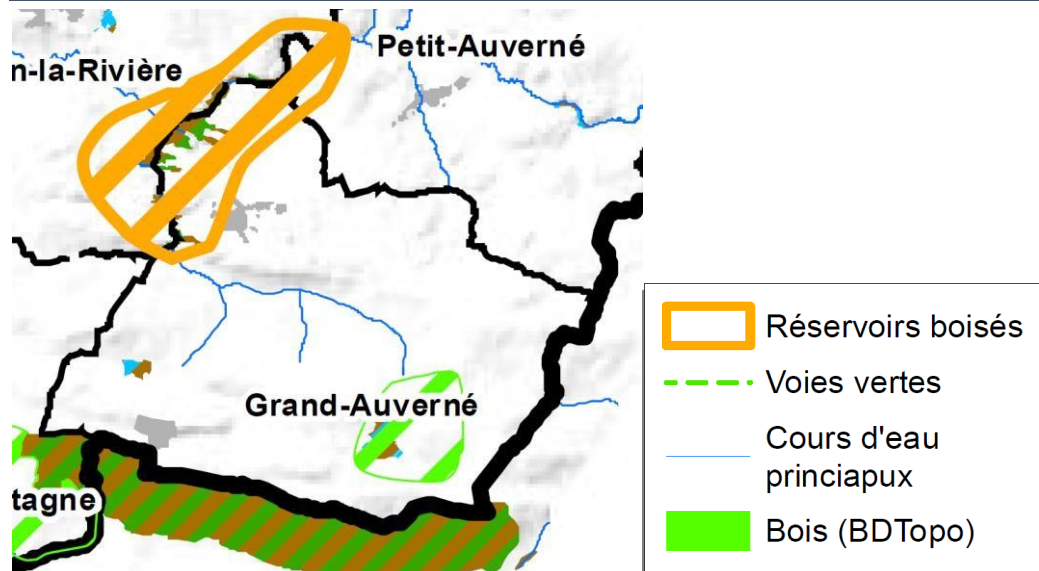 Petit-Auverné
n-la-Rivière
Grand-Auverné
tagne
Réservoirs boisés
Voies vertes
Cours d'eau
princiapux
Bois (BDTopo)